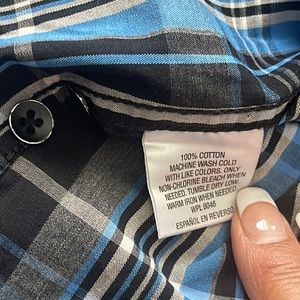 100% COTTON
MACHINE WASH COLD
WITH LIKE COLORS. ONLY
NON-CHLORINE BLEACH WHEN
NEEDED. TUMBLE DRY LOW.
WARM IRON WHEN NEEDED
WPL 8046
ESPAÑOL EN REVERSO